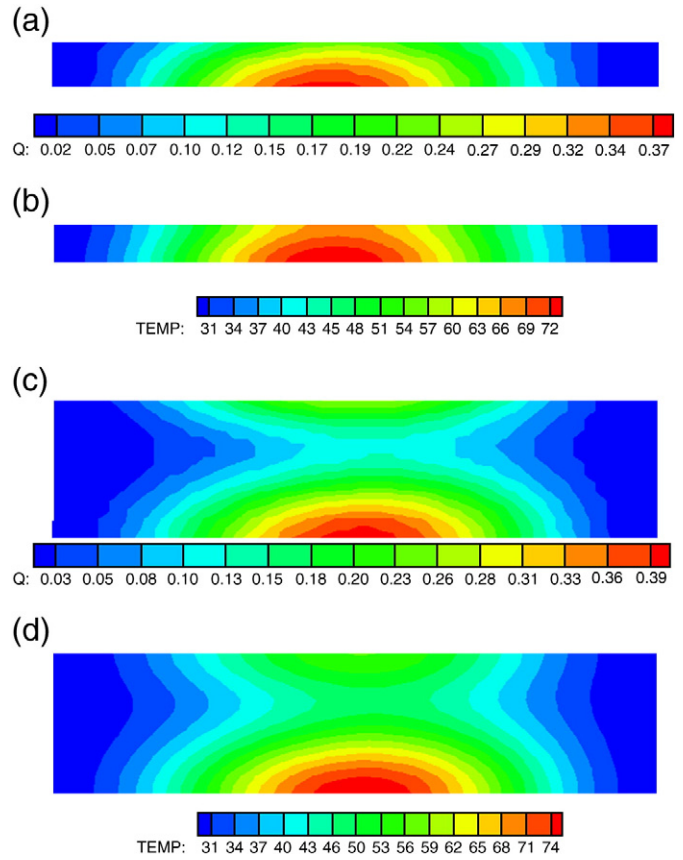 (a)
Q: 0.02 0.05 0.07 0.10 0.12 0.15 0.17 0.19 0.22 0.24 0.27 0.29 0.32 0.34 0.37
(b)
TEMP: 31 34 37 40 43 45 48 51 54 57 60 63 66 69 72
(c)
Q: 0.03 0.05 0.08 0.10 0.13 0.15 0.18 0.20 0.23 0.26 0.28 0.31 0.33 0.36 0.39
(d)
TEMP: 31 34 37 40 43 46 50 53 56 59 62 65 68 71 74